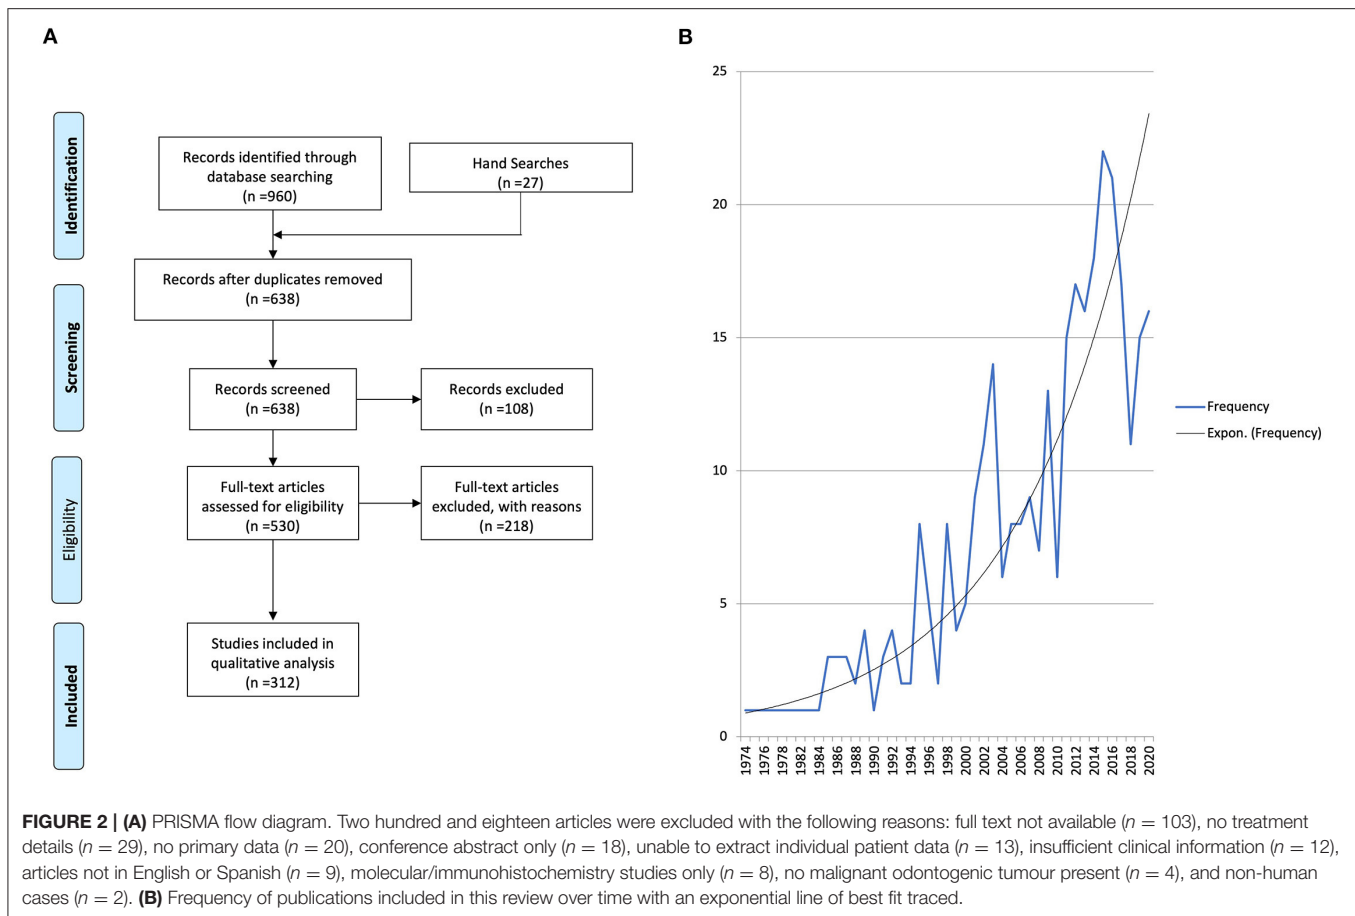 A
Identification
Screening
Eligibility
Included
Records identified through
database searching
(n =960)
Hand Searches
(n =27)
Records after duplicates removed
(n =638)
Records screened
(n =638)
Records excluded
(n =108)
Full-text articles
assessed for eligibility
(n =530)
Full-text articles
excluded, with reasons
(n =218)
Studies included in
qualitative analysis
(n =312)
B
25
20
15
10
5
0
1974
1976
1978
1982
1984
1986
1988
1990
1992
1994
1996
1998
2000
2002
2004
2006
2008
2010
2012
2014
2016
2018
2020
Frequency
Expon. (Frequency)
FIGURE 2 | (A) PRISMA flow diagram. Two hundred and eighteen articles were excluded with the following reasons: full text not available (n = 103), no treatment
details (n = 29), no primary data (n = 20), conference abstract only (n = 18), unable to extract individual patient data (n = 13), insufficient clinical information (n = 12),
articles not in English or Spanish (n = 9), molecular/immunohistochemistry studies only (n = 8), no malignant odontogenic tumour present (n = 4), and non-human
cases (n = 2). (B) Frequency of publications included in this review over time with an exponential line of best fit traced.